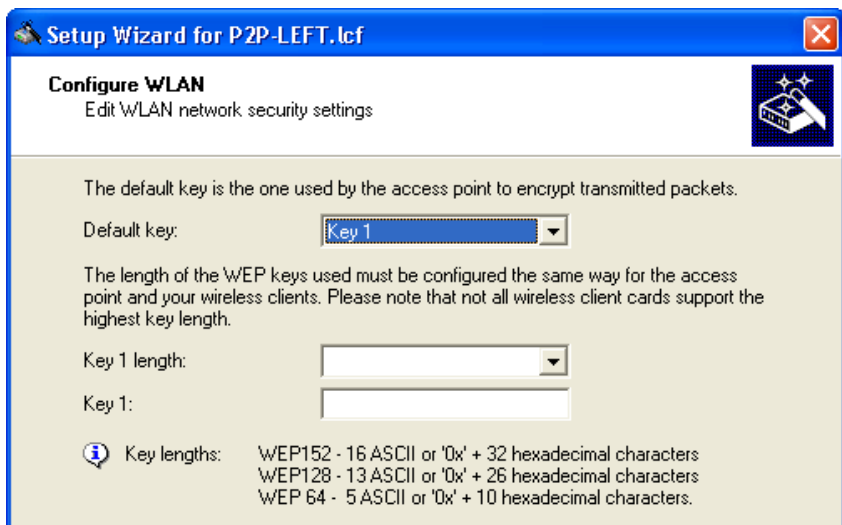 Setup Wizard for P2P-LEFT.lcf
Configure WLAN
Edit WLAN network security settings
The default key is the one used by the access point to encrypt transmitted packets.
Default key: Key 1
The length of the WEP keys used must be configured the same way for the access
point and your wireless clients. Please note that not all wireless client cards support the
highest key length.
Key 1 length:
Key 1:
Key lengths: WEP152 - 16 ASCII or '0x' + 32 hexadecimal characters
WEP128 - 13 ASCII or '0x' + 26 hexadecimal characters
WEP 64 - 5 ASCII or '0x' + 10 hexadecimal characters.